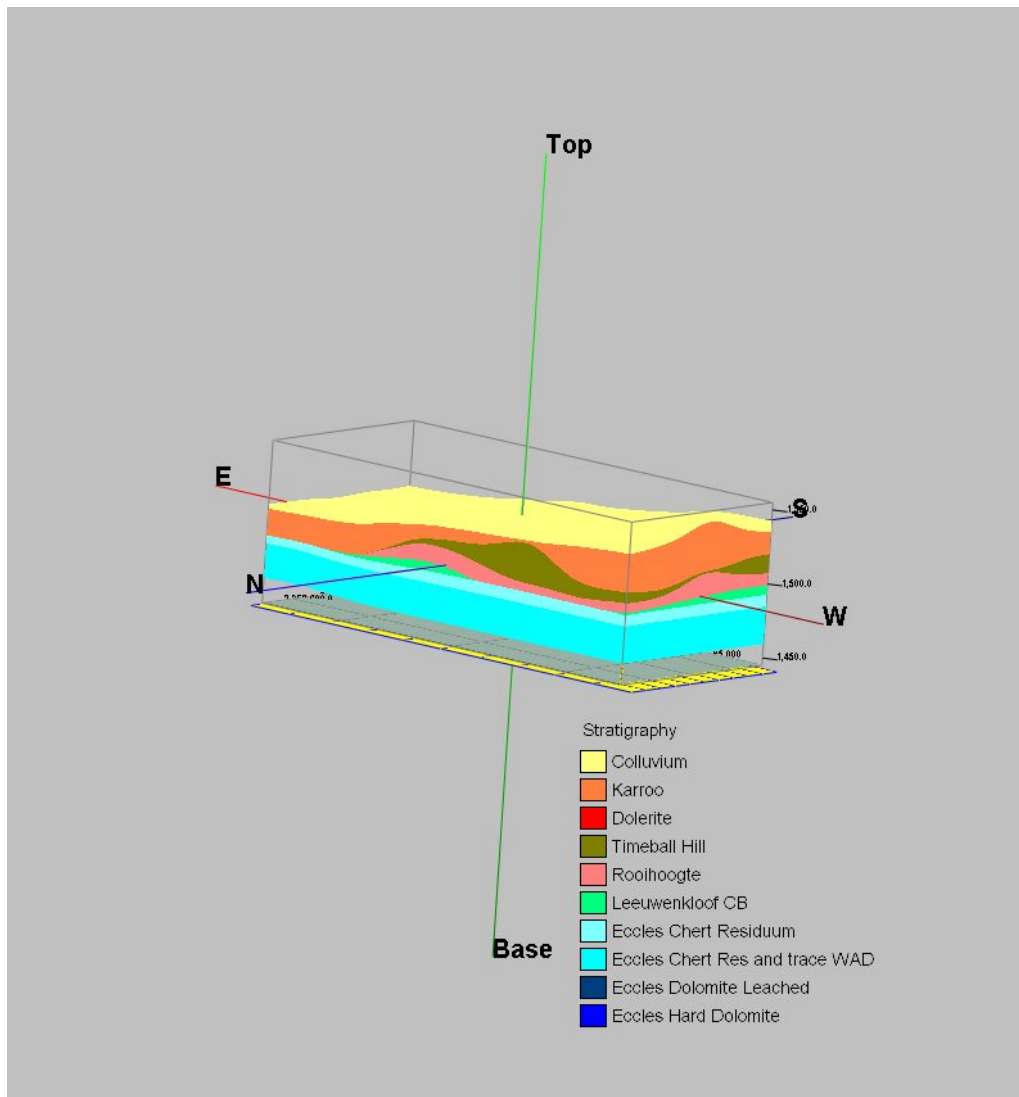 Top
E
S
1,500.0
N
W
1,450.0
Stratigraphy
Colluvium
Karroo
Dolerite
Timeball Hill
Rooihoogte
Leeuwenkloof CB
Eccles Chert Residuum
Base
Eccles Chert Res and trace WAD
Eccles Dolomite Leached
Eccles Hard Dolomite